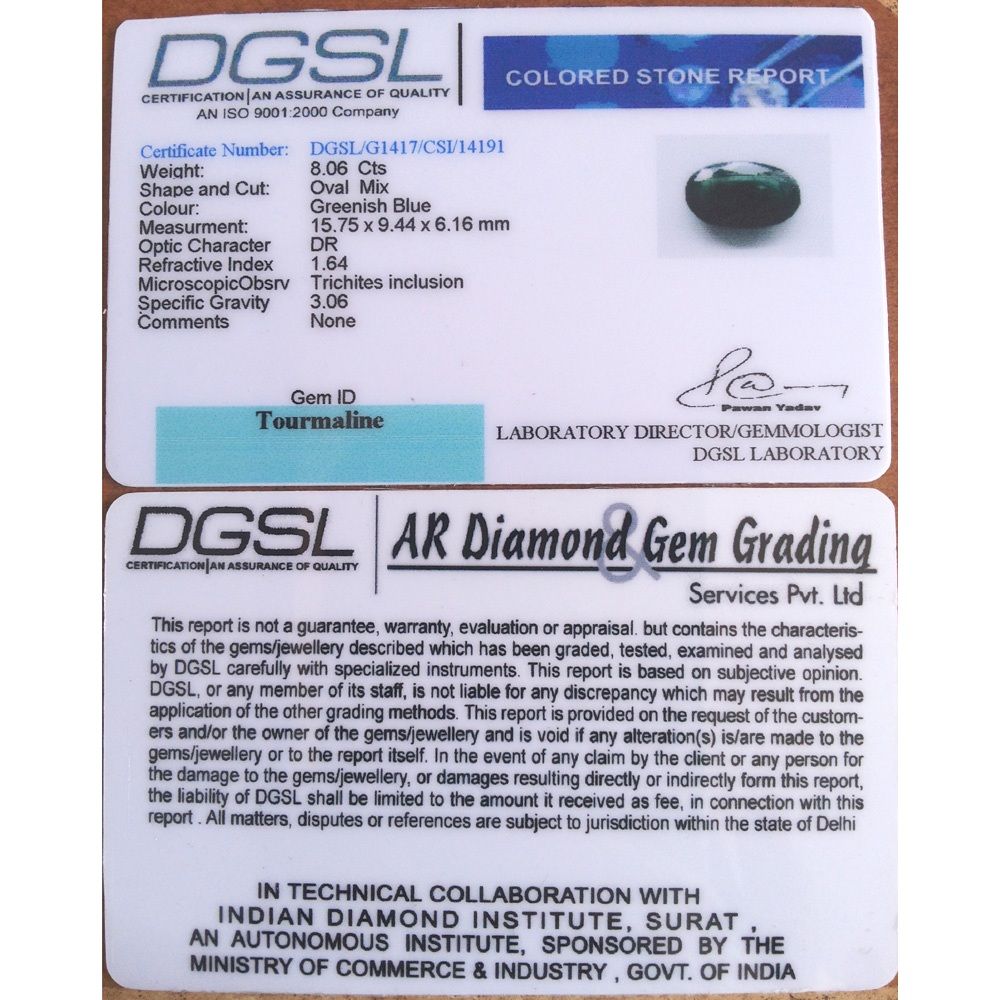 DGSL
CERTIFICATION|AN ASSURANCE OF QUALITY
AN ISO 9001:2000 Company
COLORED STONE REPORT
Certificate Number: DGSL/G1417/CSI/14191
Weight: 8.06 Cts
Shape and Cut: Oval Mix
Colour: Greenish Blue
Measurment: 15.75 x 9.44 x 6.16 mm
Optic Character DR
Refractive Index 1.64
MicroscopicObsrv Trichites inclusion
Specific Gravity 3.06
Comments None
Gem ID
Tourmaline
Pawan Yadav
LABORATORY DIRECTOR/GEMMOLOGIST
DGSL LABORATORY
DGSL
CERTIFICATION|AN ASSURANCE OF QUALITY
AR Diamond & Gem Grading
Services Pvt. Ltd
This report is not a guarantee, warranty, evaluation or appraisal. but contains the characteris-
tics of the gems/jewellery described which has been graded, tested, examined and analysed
by DGSL carefully with specialized instruments. This report is based on subjective opinion.
DGSL, or any member of its staff, is not liable for any discrepancy which may result from the
application of the other grading methods. This report is provided on the request of the custom-
ers and/or the owner of the gems/jewellery and is void if any alteration(s) is/are made to the
gems/jewellery or to the report itself. In the event of any claim by the client or any person for
the damage to the gems/jewellery, or damages resulting directly or indirectly form this report,
the liability of DGSL shall be limited to the amount it received as fee, in connection with this
report . All matters, disputes or references are subject to jurisdiction within the state of Delhi
IN TECHNICAL COLLABORATION WITH
INDIAN DIAMOND INSTITUTE, SURAT ,
AN AUTONOMOUS INSTITUTE, SPONSORED BY THE
MINISTRY OF COMMERCE & INDUSTRY , GOVT. OF INDIA